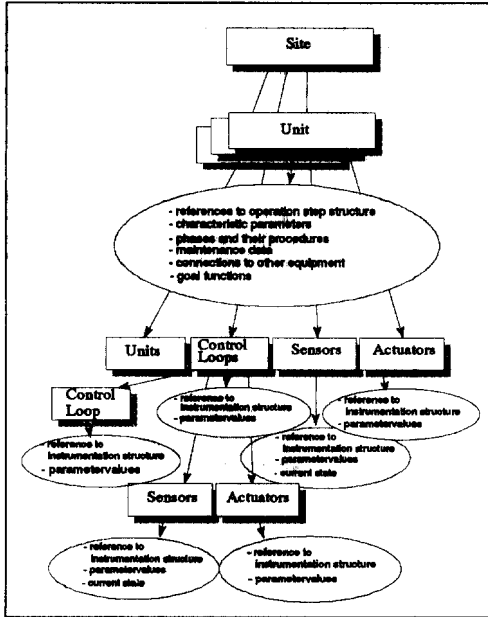 Site
Unit
- references to operation step structure
- characteristic parameters
- phases and their procedures
- maintenance data
- connections to other equipment
- goal functions
Units
Control
Loops
Sensors
Actuators
Control
Loop
- reference to
instrumentation structure
- parametervalues
- reference to
instrumentation structure
- parametervalues
- reference to
instrumentation structure
- parametervalues
- current state
- reference to
instrumentation structure
- parametervalues
Sensors
Actuators
- reference to
instrumentation structure
- parametervalues
- current state
- reference to
instrumentation structure
- parametervalues